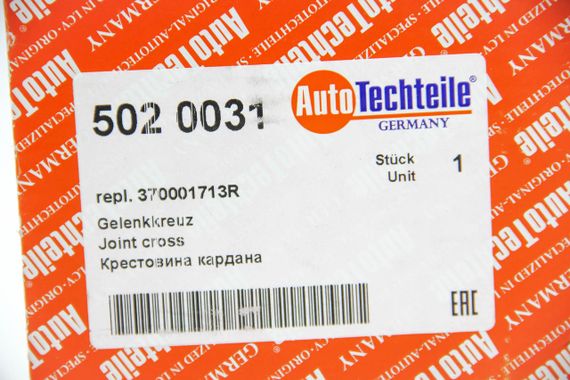 502 0031
AutoTechteile®
GERMANY
Stück 1
Unit
repl. 370001713R
Gelenkkreuz
Joint cross
Крестовина кардана
EAC